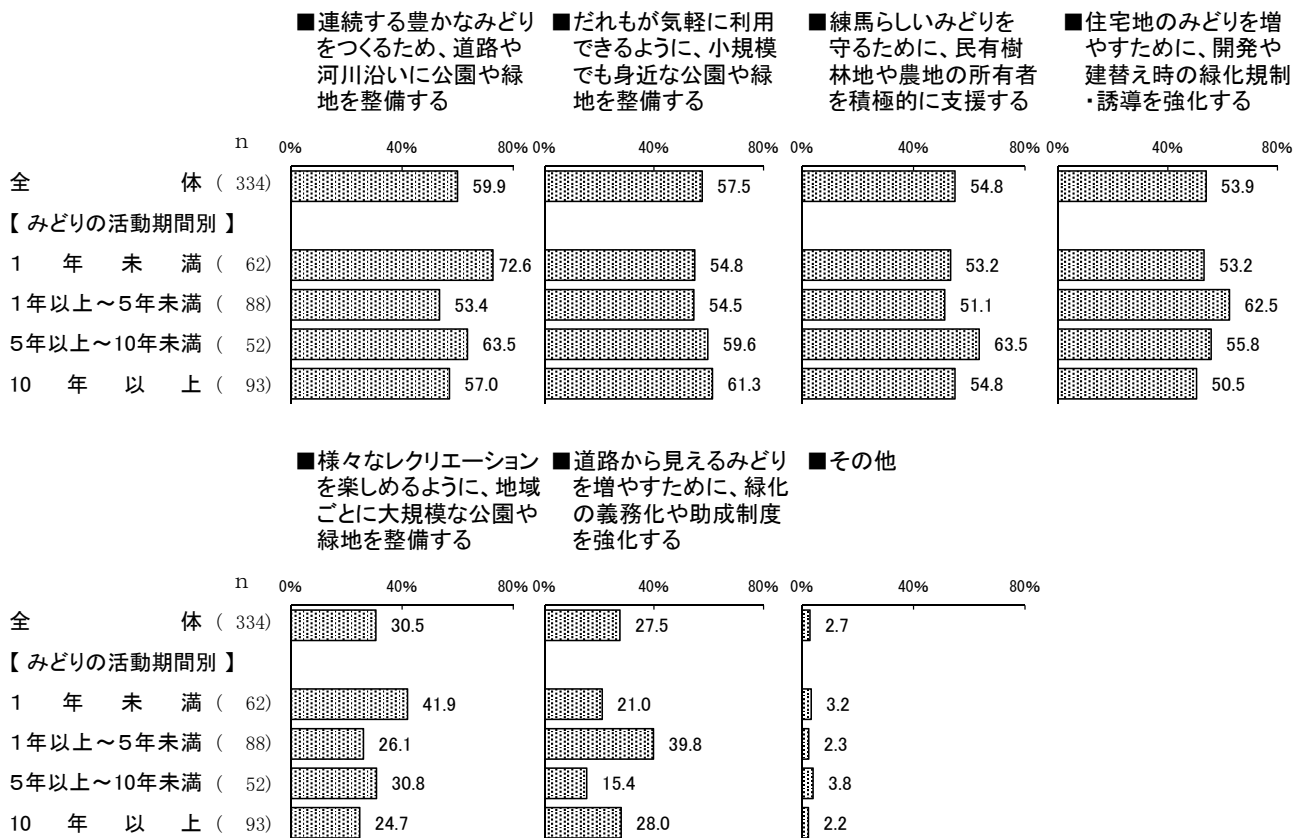 ■連続する豊かなみどり
をつくるため、道路や
河川沿いに公園や緑
地を整備する
■だれもが気軽に利用
できるように、小規模
でも身近な公園や緑
地を整備する
■練馬らしいみどりを
守るために、民有樹
林地や農地の所有者
を積極的に支援する
■住宅地のみどりを増
やすために、開発や
建替え時の緑化規制
・誘導を強化する
n 0% 40% 80% 0% 40% 80% 0% 40% 80% 0% 40% 80%
全体 ( 334) 59.9 57.5 54.8 53.9
【 みどりの活動期間別 】
1年未満 ( 62) 72.6 54.8 53.2 53.2
1年以上～5年未満 ( 88) 53.4 54.5 51.1 62.5
5年以上～10年未満 ( 52) 63.5 59.6 63.5 55.8
10年以上 ( 93) 57.0 61.3 54.8 50.5
■様々なレクリエーション
を楽しめるように、地域
ごとに大規模な公園や
緑地を整備する
■道路から見えるみどり
を増やすために、緑化
の義務化や助成制度
を強化する
■その他
n 0% 40% 80% 0% 40% 80% 0% 40% 80%
全体 ( 334) 30.5 27.5 2.7
【 みどりの活動期間別 】
1年未満 ( 62) 41.9 21.0 3.2
1年以上～5年未満 ( 88) 26.1 39.8 2.3
5年以上～10年未満 ( 52) 30.8 15.4 3.8
10年以上 ( 93) 24.7 28.0 2.2